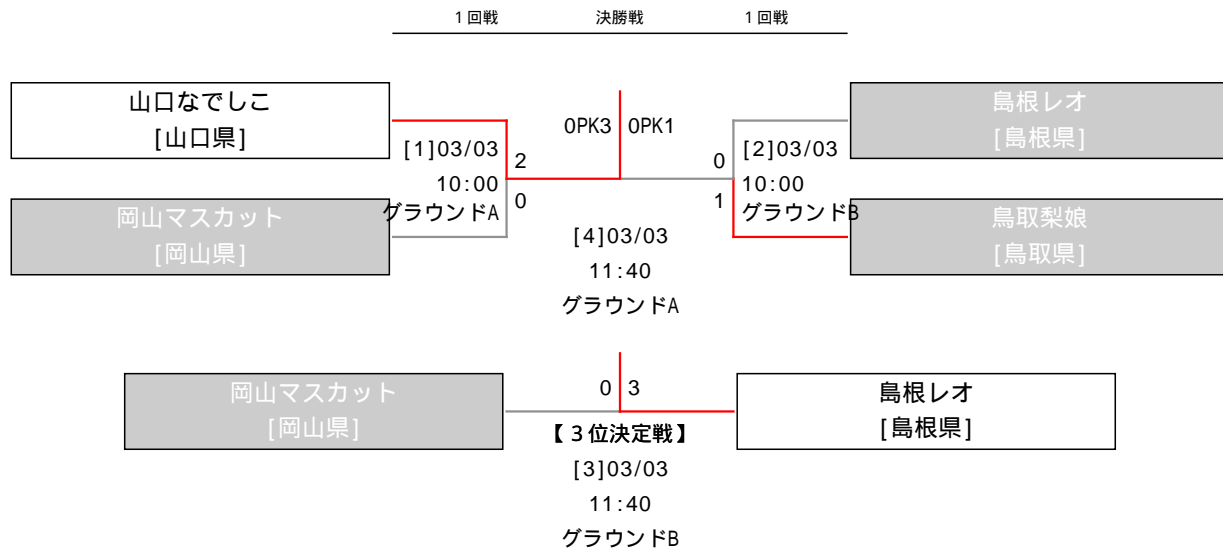 1回戦 決勝戦 1回戦
山口なでしこ
[山口県]
島根レオ
[島根県]
0PK3 0PK1
[1]03/03
10:00
グラウンドA
2
0
0
1
[2]03/03
10:00
グラウンドB
岡山マスカット
[岡山県]
鳥取梨娘
[鳥取県]
[4]03/03
11:40
グラウンドA
岡山マスカット
[岡山県]
0 3
島根レオ
[島根県]
【3位決定戦】
[3]03/03
11:40
グラウンドB